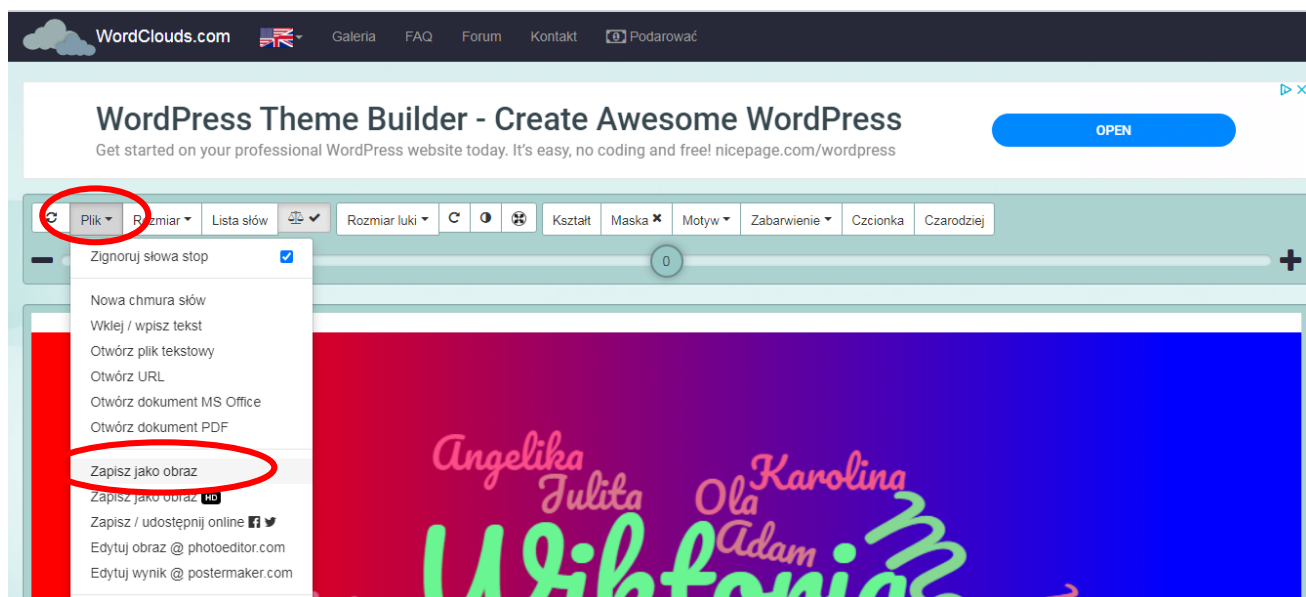 WordClouds.com Galeria FAQ Forum Kontakt Podarować
WordPress Theme Builder - Create Awesome WordPress
Get started on your professional WordPress website today. It's easy, no coding and free! nicepage.com/wordpress
OPEN
Plik Rozmiar Lista słów Rozmiar luki Kształt Maska Motyw Zabarwienie Czcionka Czarodziej
0
Zignoruj słowa stop
Nowa chmura słów
Wklej / wpisz tekst
Otwórz plik tekstowy
Otwórz URL
Otwórz dokument MS Office
Otwórz dokument PDF
Zapisz jako obraz
Zapisz jako obraz HD
Zapisz / udostępnij online
Edytuj obraz @ photoeditor.com
Edytuj wynik @ postermaker.com
Angelika
Karolina
Julita
Ola
Adam
Wiktoria